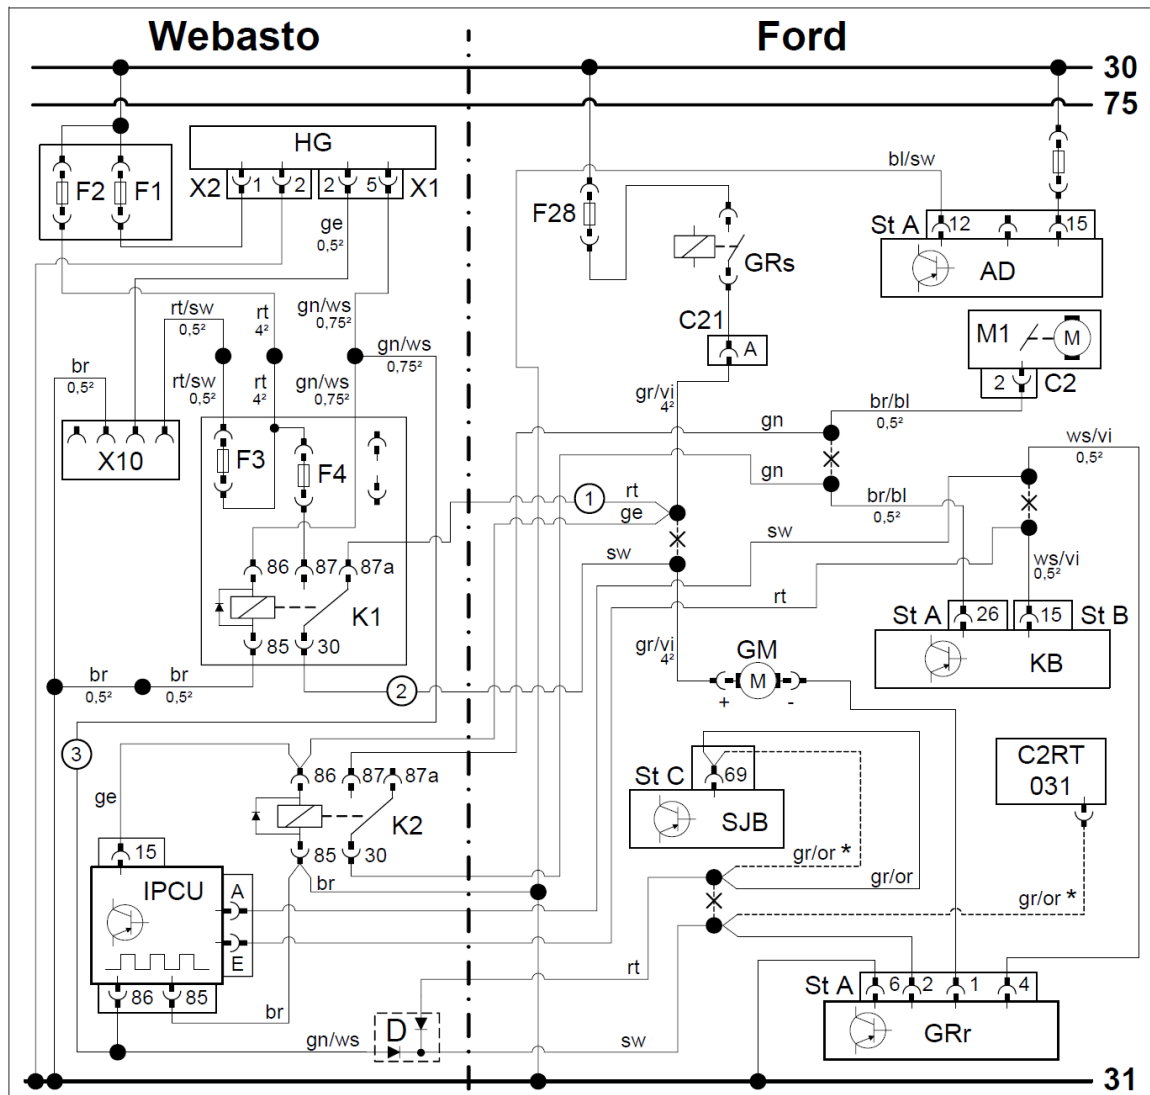 Webasto Ford
30
75
HG
bl/sw
F2 F1 X2 1 2 2 5 X1
F28 St A 12 15
ge
0,5²
GRs AD
rt/sw
0,5²
rt
4²
gn/ws
0,75²
gn/ws
0,75²
C21 A M1 M
br
0,5²
rt/sw
0,5²
rt
4²
gn/ws
0,75²
2 C2
gr/vi
4²
br/bl
0,5²
gn
ws/vi
0,5²
X10 F3 F4
gn
br/bl
0,5²
1 rt
ge
sw
sw
ws/vi
0,5²
86 87 87a
rt
K1
St A 26 15 St B
85 30
gr/vi
4²
GM
KB
br
0,5²
br
0,5²
2
M
+ -
3
C2RT
031
86 87 87a
St C 69
ge
SJB
K2
15 85 30
gr/or *
IPCU A br
gr/or
gr/or *
E
rt
86 85
St A 6 2 1 4
br
D
gn/ws sw
GRr
31